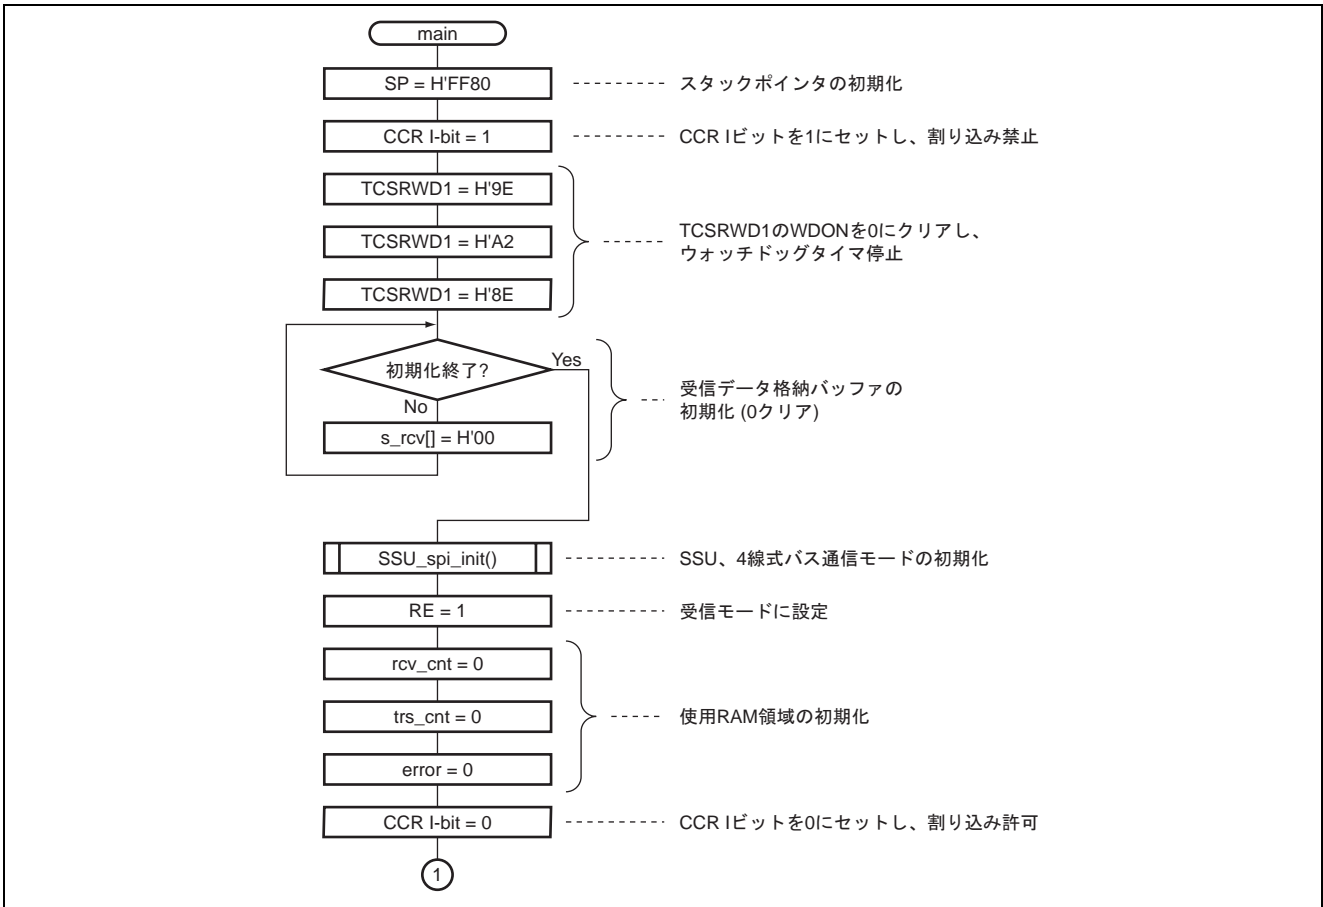 main
SP = H'FF80
スタックポインタの初期化
CCR I-bit = 1
CCR Iビットを1にセットし、割り込み禁止
TCSRWD1 = H'9E
TCSRWD1 = H'A2
TCSRWD1のWDONを0にクリアし、
ウォッチドッグタイマ停止
TCSRWD1 = H'8E
初期化終了?
Yes
No
受信データ格納バッファの
初期化 (0クリア)
s_rcv[] = H'00
SSU_spi_init()
SSU、4線式バス通信モードの初期化
RE = 1
受信モードに設定
rcv_cnt = 0
trs_cnt = 0
使用RAM領域の初期化
error = 0
CCR I-bit = 0
CCR Iビットを0にセットし、割り込み許可
1